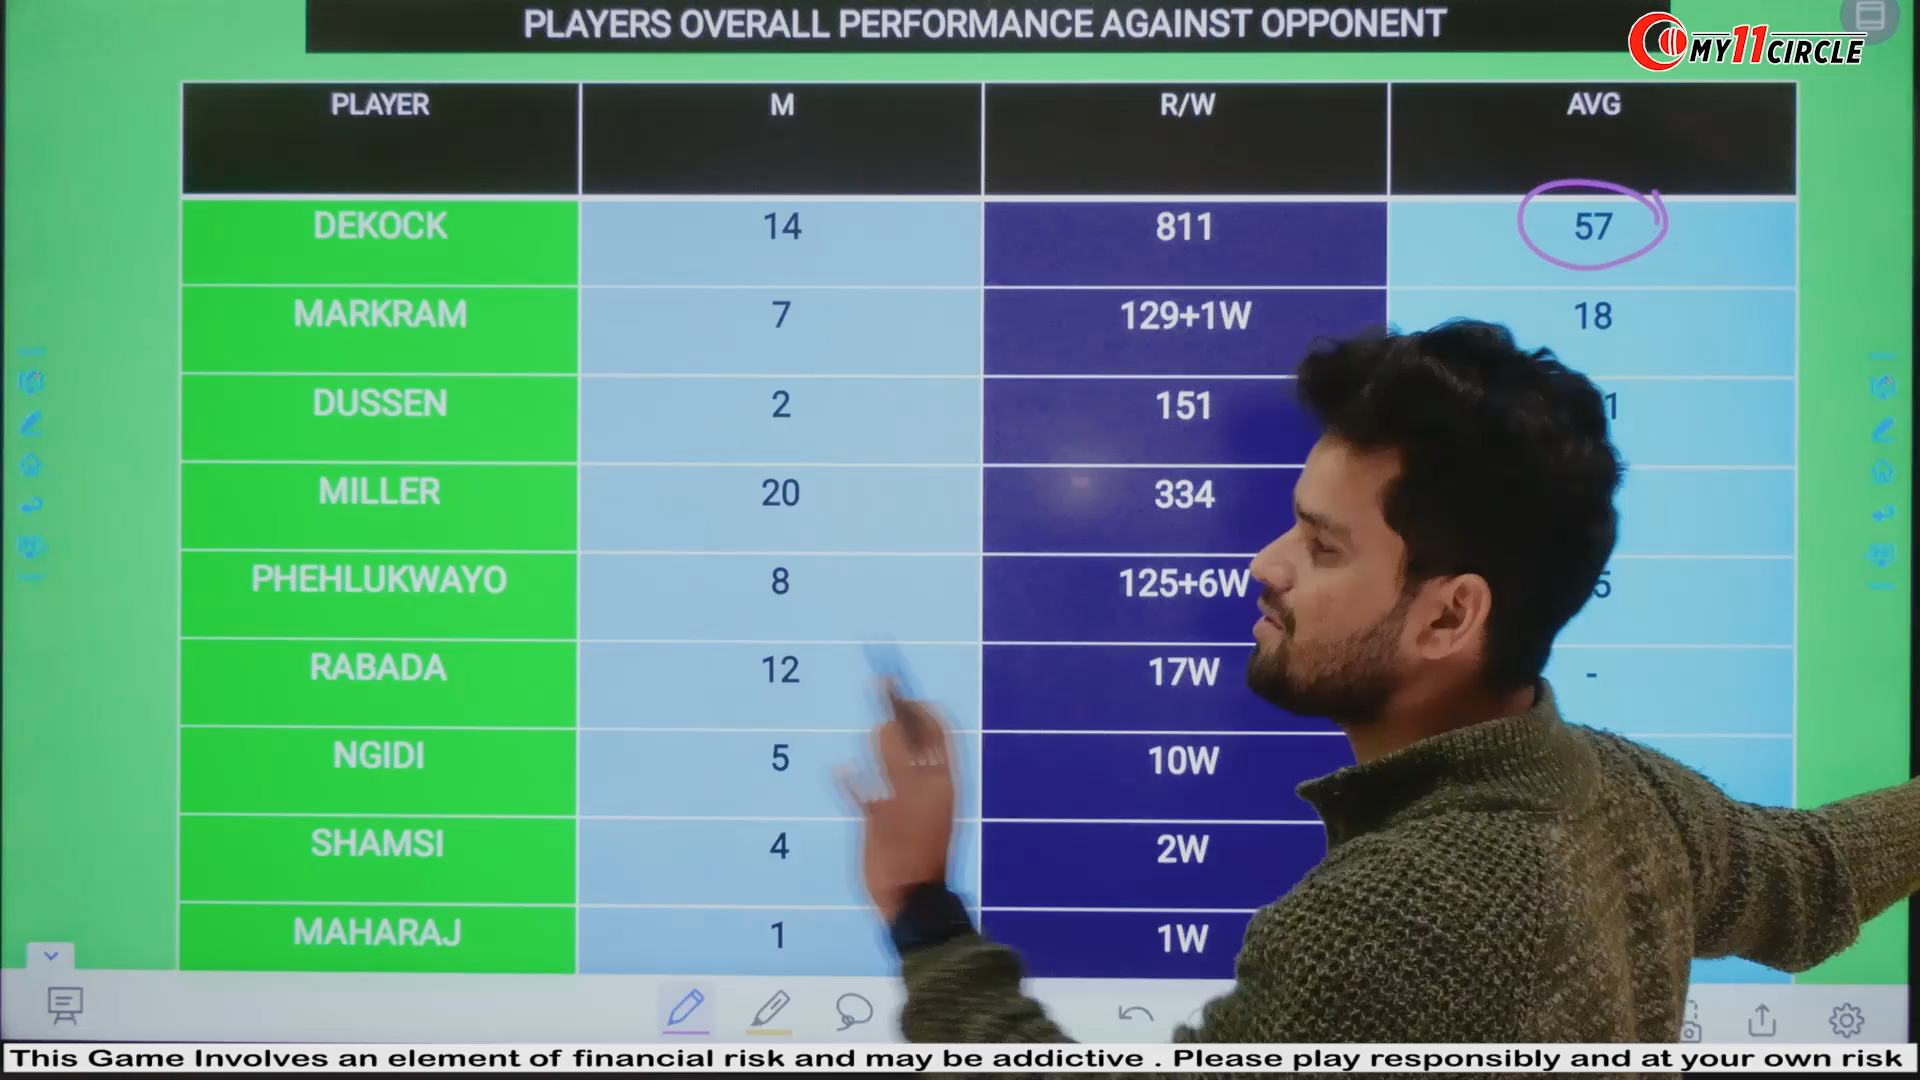 PLAYERS OVERALL PERFORMANCE AGAINST OPPONENT
MY11CIRCLE
PLAYER M R/W AVG
DEKOCK 14 811 57
MARKRAM 7 129+1W 18
DUSSEN 2 151
MILLER 20 334
PHEHLUKWAYO 8 125+6W
RABADA 12 17W -
NGIDI 5 10W
SHAMSI 4 2W
MAHARAJ 1 1W
This Game Involves an element of financial risk and may be addictive . Please play responsibly and at your own risk